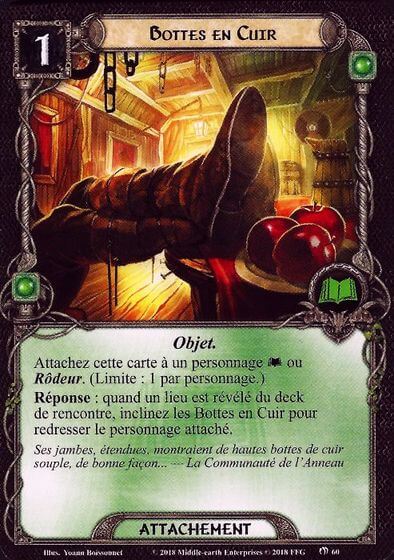 1
Bottes en Cuir
Objet.
Attachez cette carte à un personnage ou
Rôdeur. (Limite : 1 par personnage.)
Réponse : quand un lieu est révélé du deck
de rencontre, inclinez les Bottes en Cuir pour
redresser le personnage attaché.
Ses jambes, étendues, montraient de hautes bottes de cuir
souple, de bonne façon... — La Communauté de l'Anneau
Attachement
Illus. Yoann Boissonnet © 2018 Middle-earth Enterprises © 2018 FFG 60